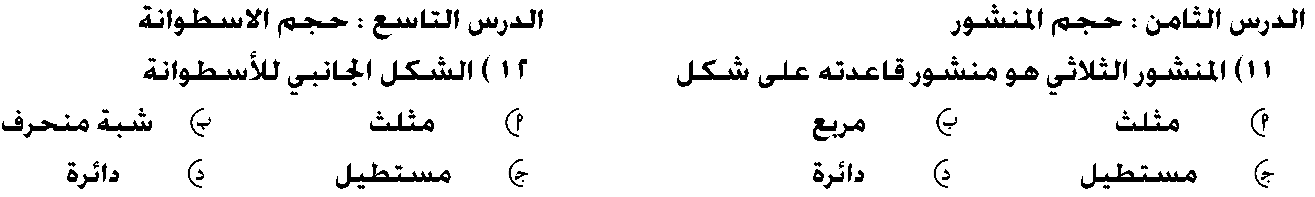 الدرس الثامن : حجم المنشور
١١) المنشور الثلاثي هو منشور قاعدته على شكل
أ) مثلث ب) مربع
ج) مستطيل د) دائرة
الدرس التاسع : حجم الاسطوانة
١٢ ) الشكل الجانبي للأسطوانة
أ) مثلث ب) شبة منحرف
ج) مستطيل د) دائرة